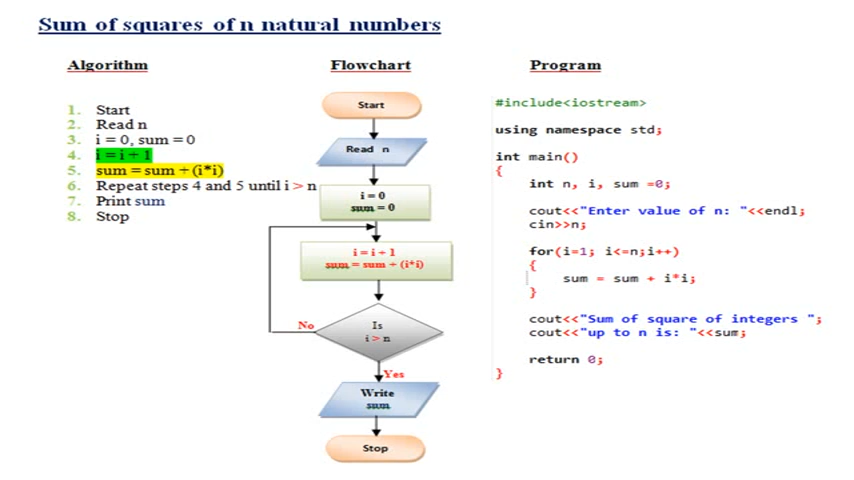 Sum of squares of n natural numbers
Algorithm
1. Start
2. Read n
3. i = 0, sum = 0
4. i = i + 1
5. sum = sum + (i*i)
6. Repeat steps 4 and 5 until i > n
7. Print sum
8. Stop
Flowchart
Start
Read n
i = 0
sum = 0
i = i + 1
sum = sum + (i*i)
Is
i > n
No
Yes
Write
sum
Stop
Program
#include<iostream>
using namespace std;
int main()
{
int n, i, sum =0;
cout<<"Enter value of n: "<<endl;
cin>>n;
for(i=1; i<=n;i++)
{
sum = sum + i*i;
}
cout<<"Sum of square of integers ";
cout<<"up to n is: "<<sum;
return 0;
}